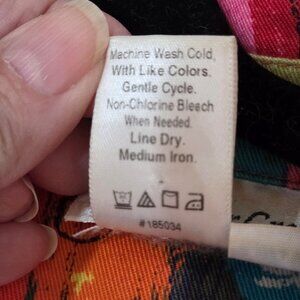 Machine Wash Cold
With Like Colors.
Gentle Cycle.
Non-Chlorine Bleach
When Needed.
Line Dry.
Medium Iron.
#185034